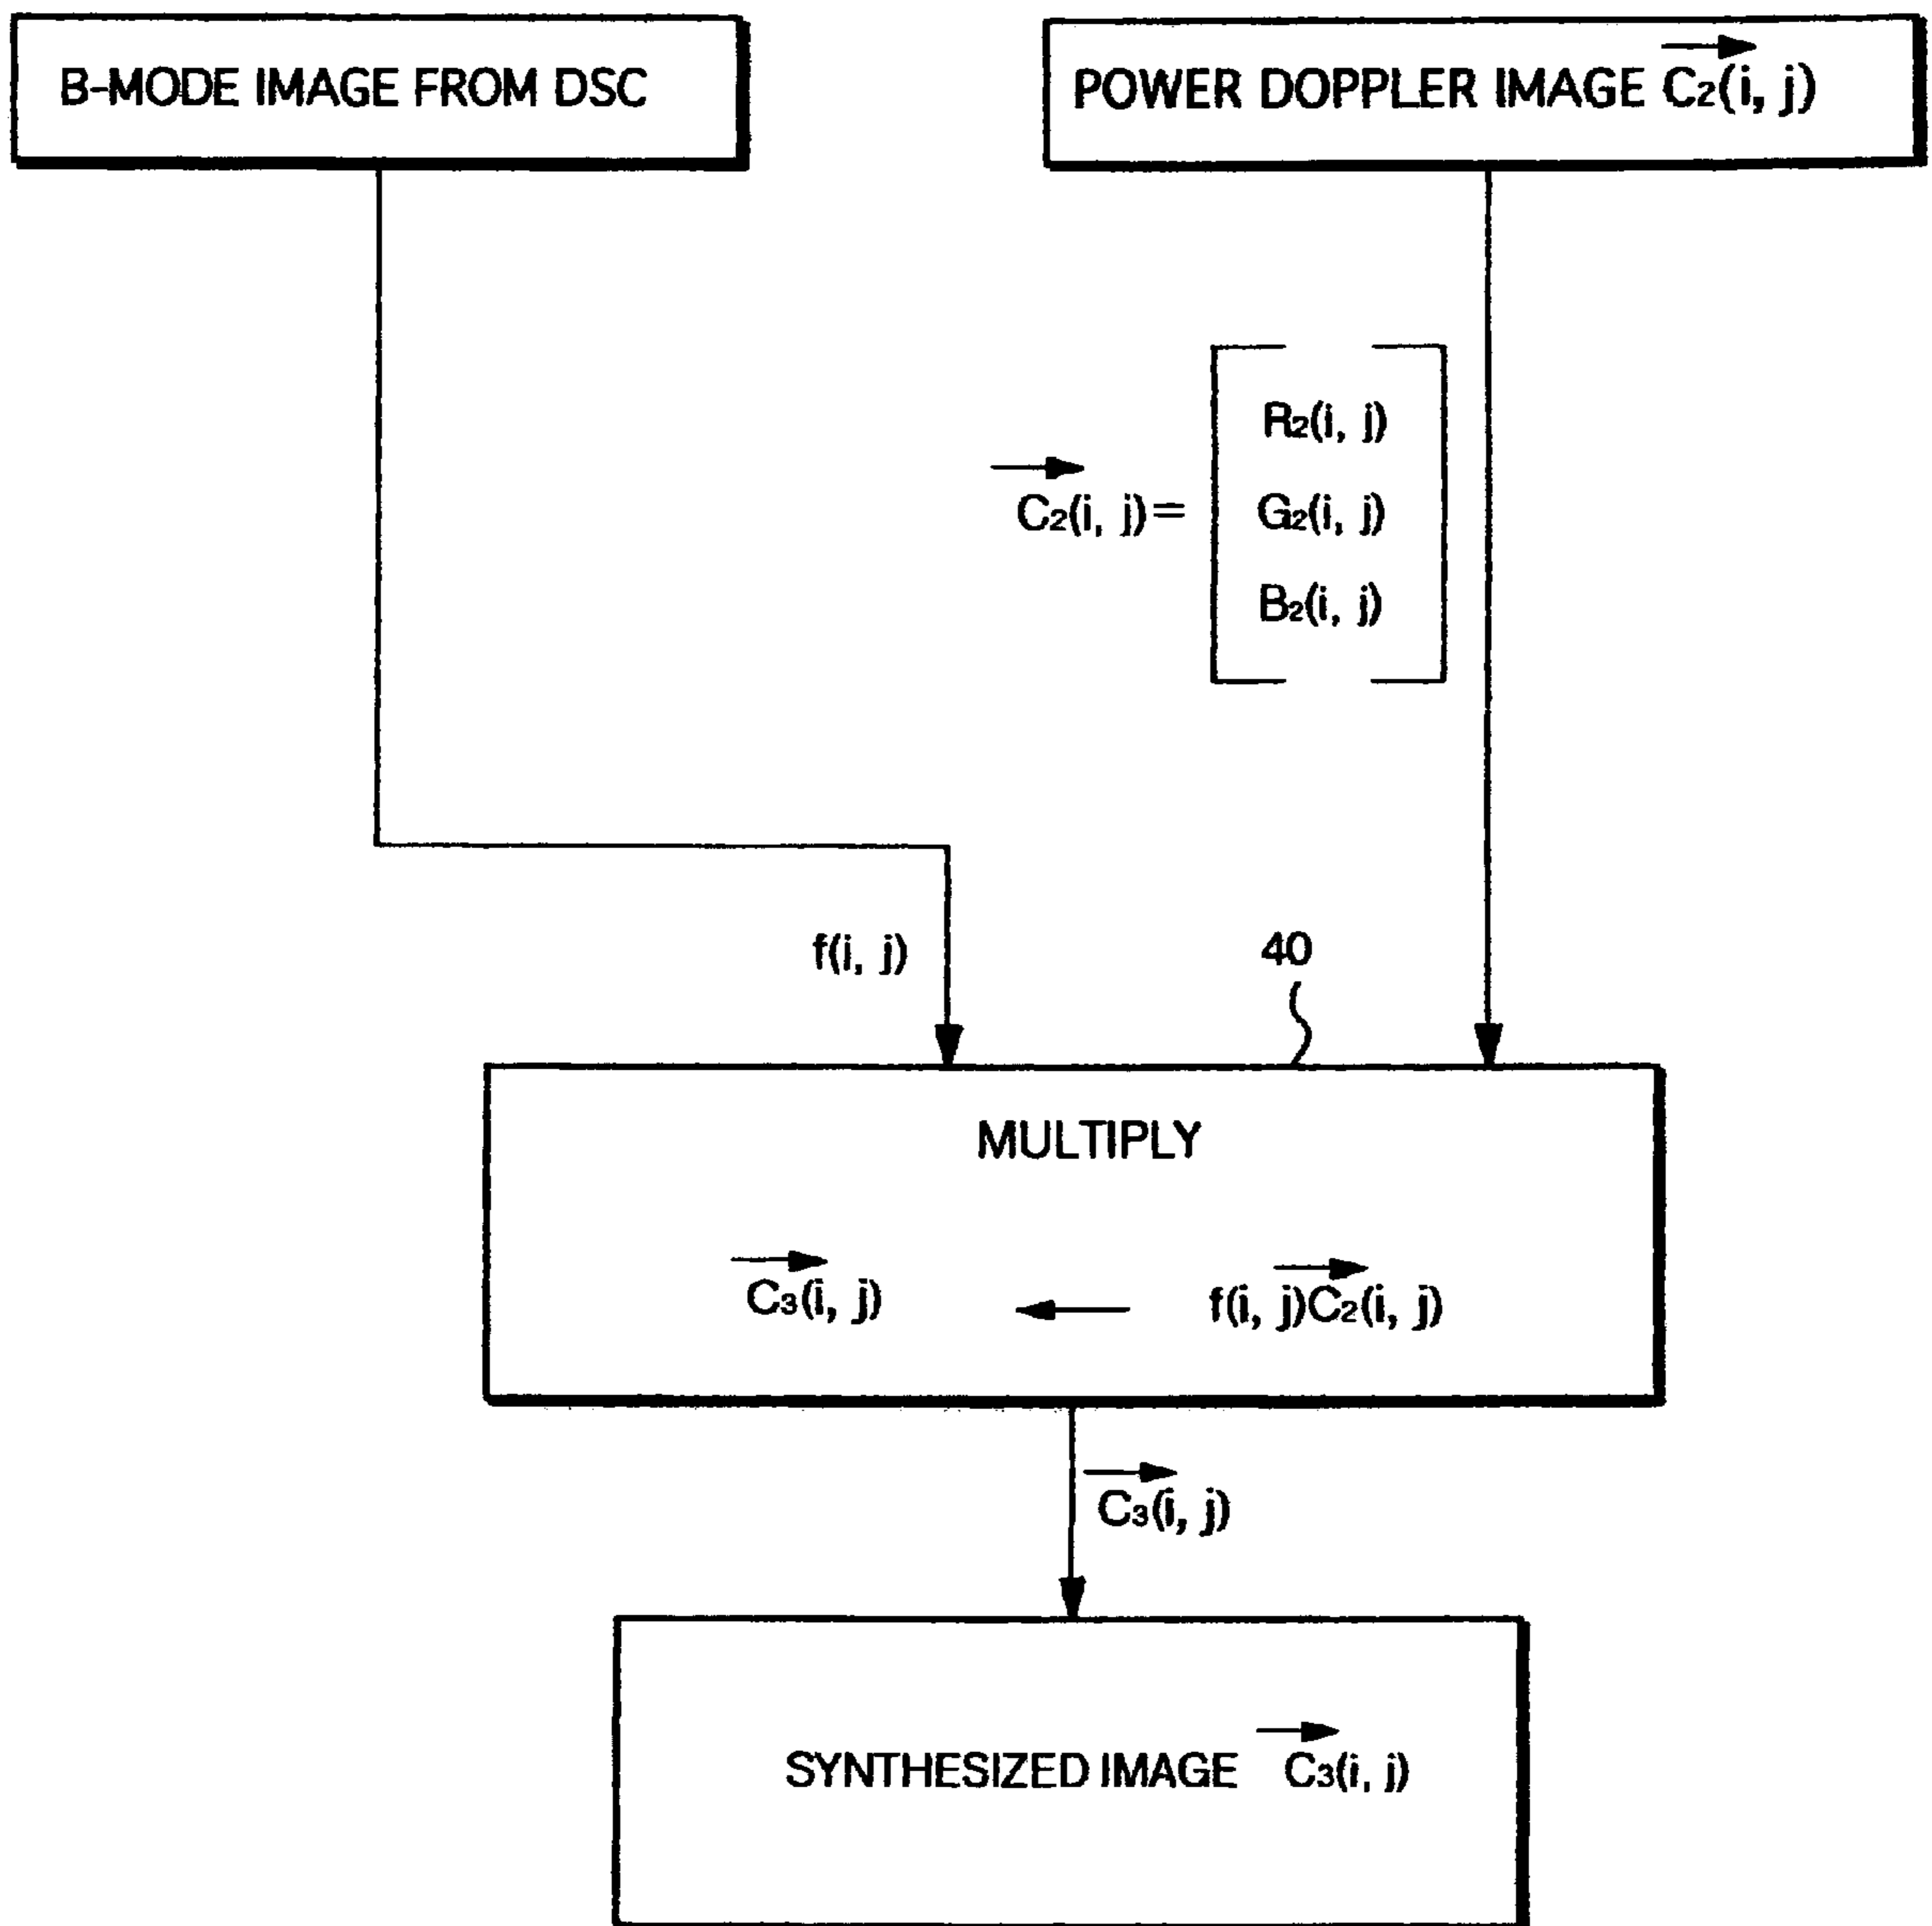 B-MODE IMAGE FROM DSC
POWER DOPPLER IMAGE C₂(i, j)
R₂(i, j)
C₂(i, j)=
G₂(i, j)
B₂(i, j)
f(i, j)
40
MULTIPLY
C₃(i, j) ← f(i, j)C₂(i, j)
C₃(i, j)
SYNTHESIZED IMAGE C₃(i, j)